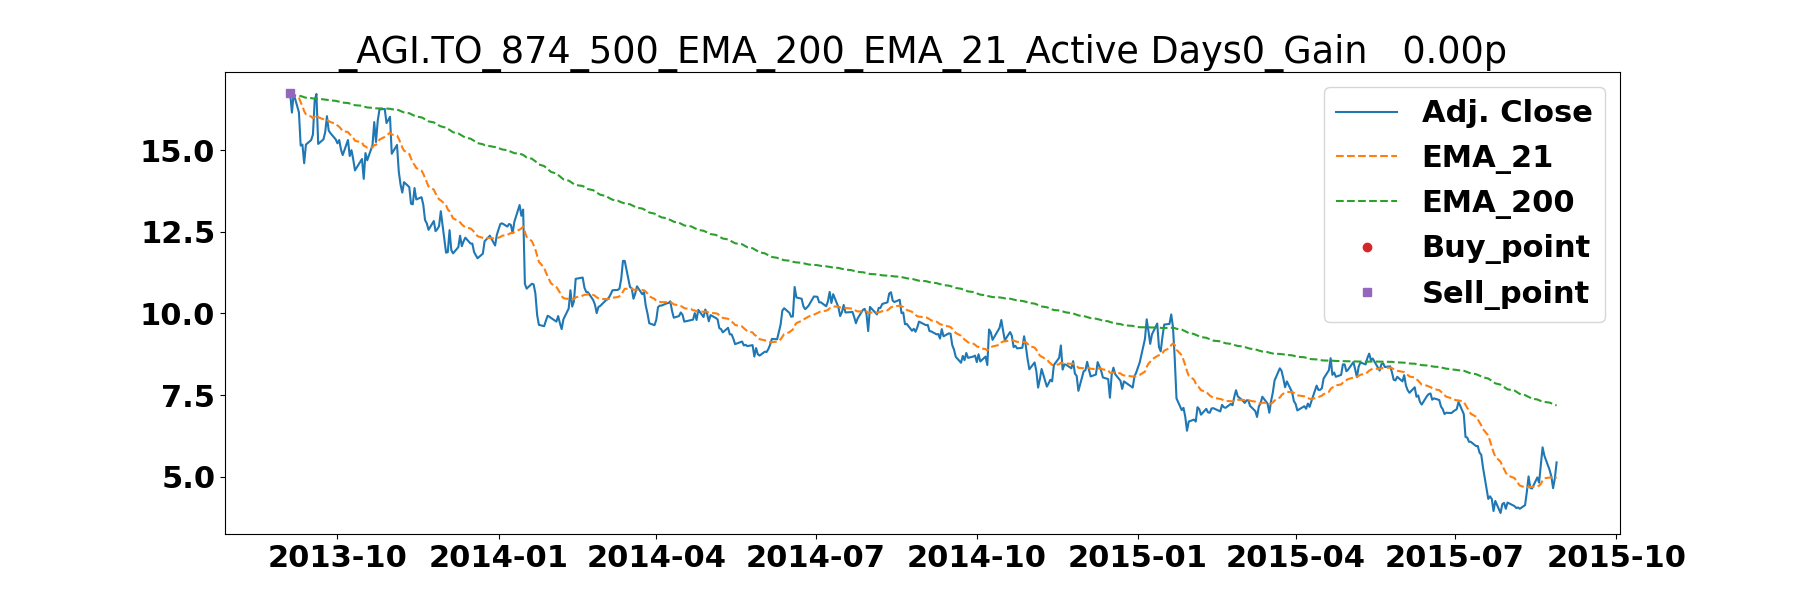 _AGI.TO_874_500_EMA_200_EMA_21_Active Days0_Gain   0.00p
Adj. Close
EMA_21
EMA_200
Buy_point
Sell_point
15.0
12.5
10.0
7.5
5.0
2013-10 2014-01 2014-04 2014-07 2014-10 2015-01 2015-04 2015-07 2015-10